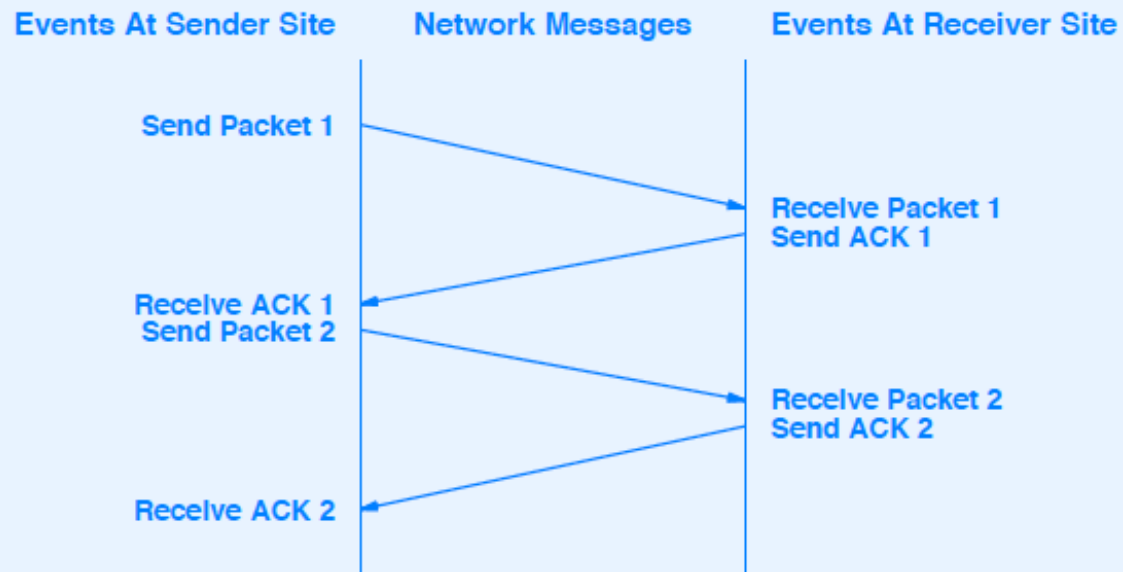 Events At Sender Site
Network Messages
Events At Receiver Site
Send Packet 1
Receive Packet 1
Send ACK 1
Receive ACK 1
Send Packet 2
Receive Packet 2
Send ACK 2
Receive ACK 2